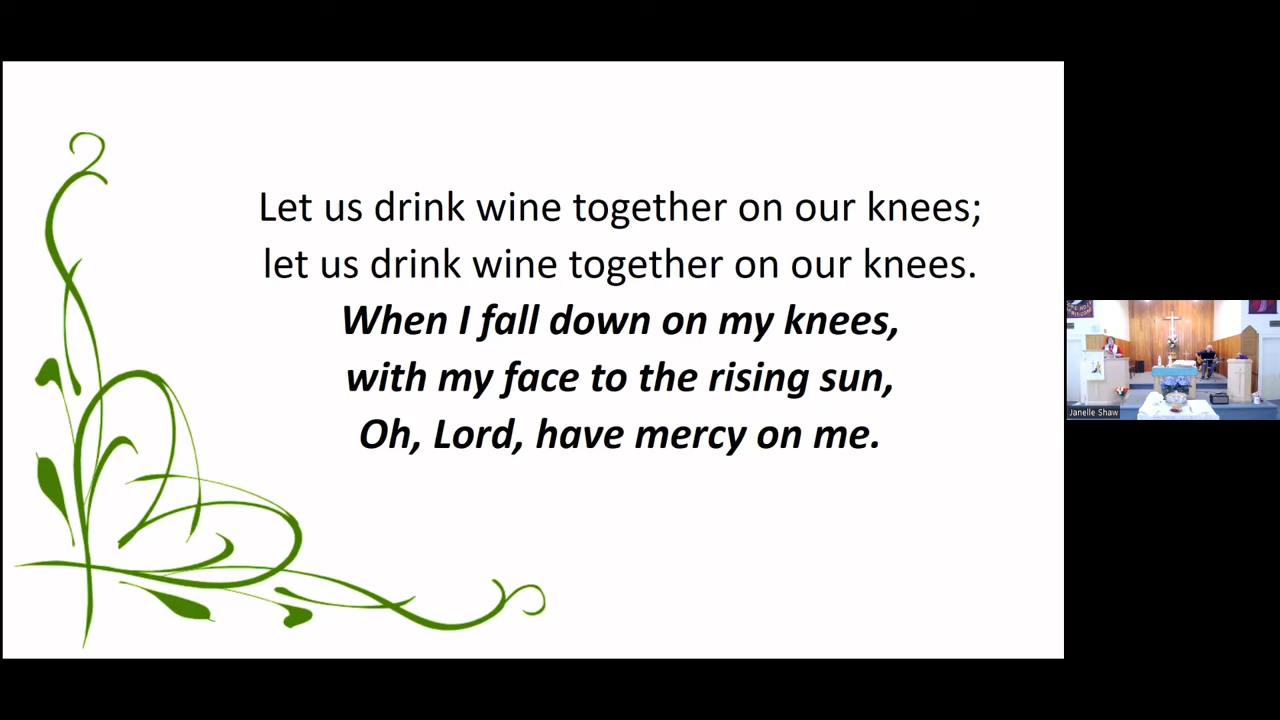 Let us drink wine together on our knees;
let us drink wine together on our knees.
When I fall down on my knees,
with my face to the rising sun,
Oh, Lord, have mercy on me.
Janelle Shaw